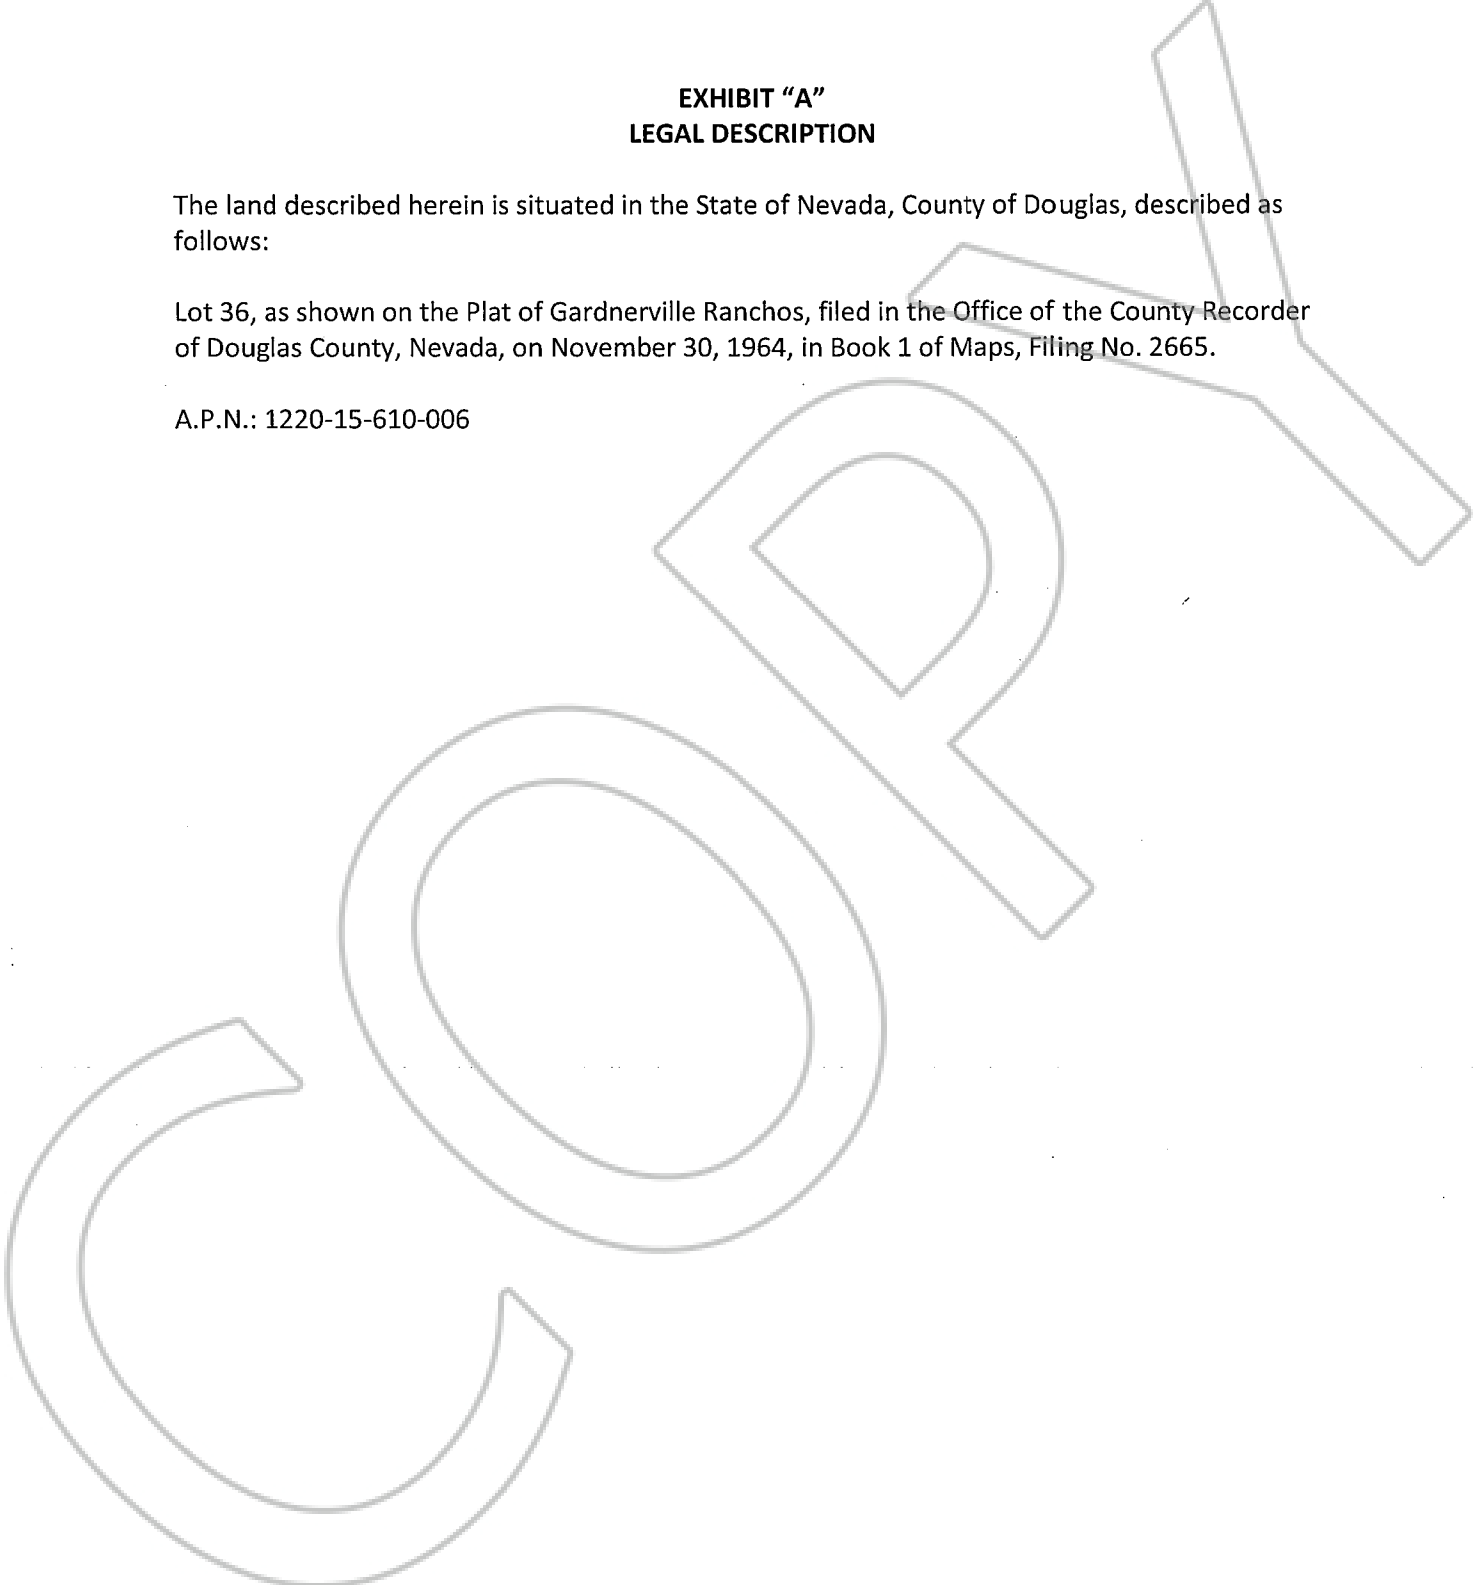 EXHIBIT “A”
LEGAL DESCRIPTION
The land described herein is situated in the State of Nevada, County of Douglas, described as
follows:
Lot 36, as shown on the Plat of Gardnerville Ranchos, filed in the Office of the County Recorder
of Douglas County, Nevada, on November 30, 1964, in Book 1 of Maps, Filing No. 2665.
A.P.N.: 1220-15-610-006
COPY